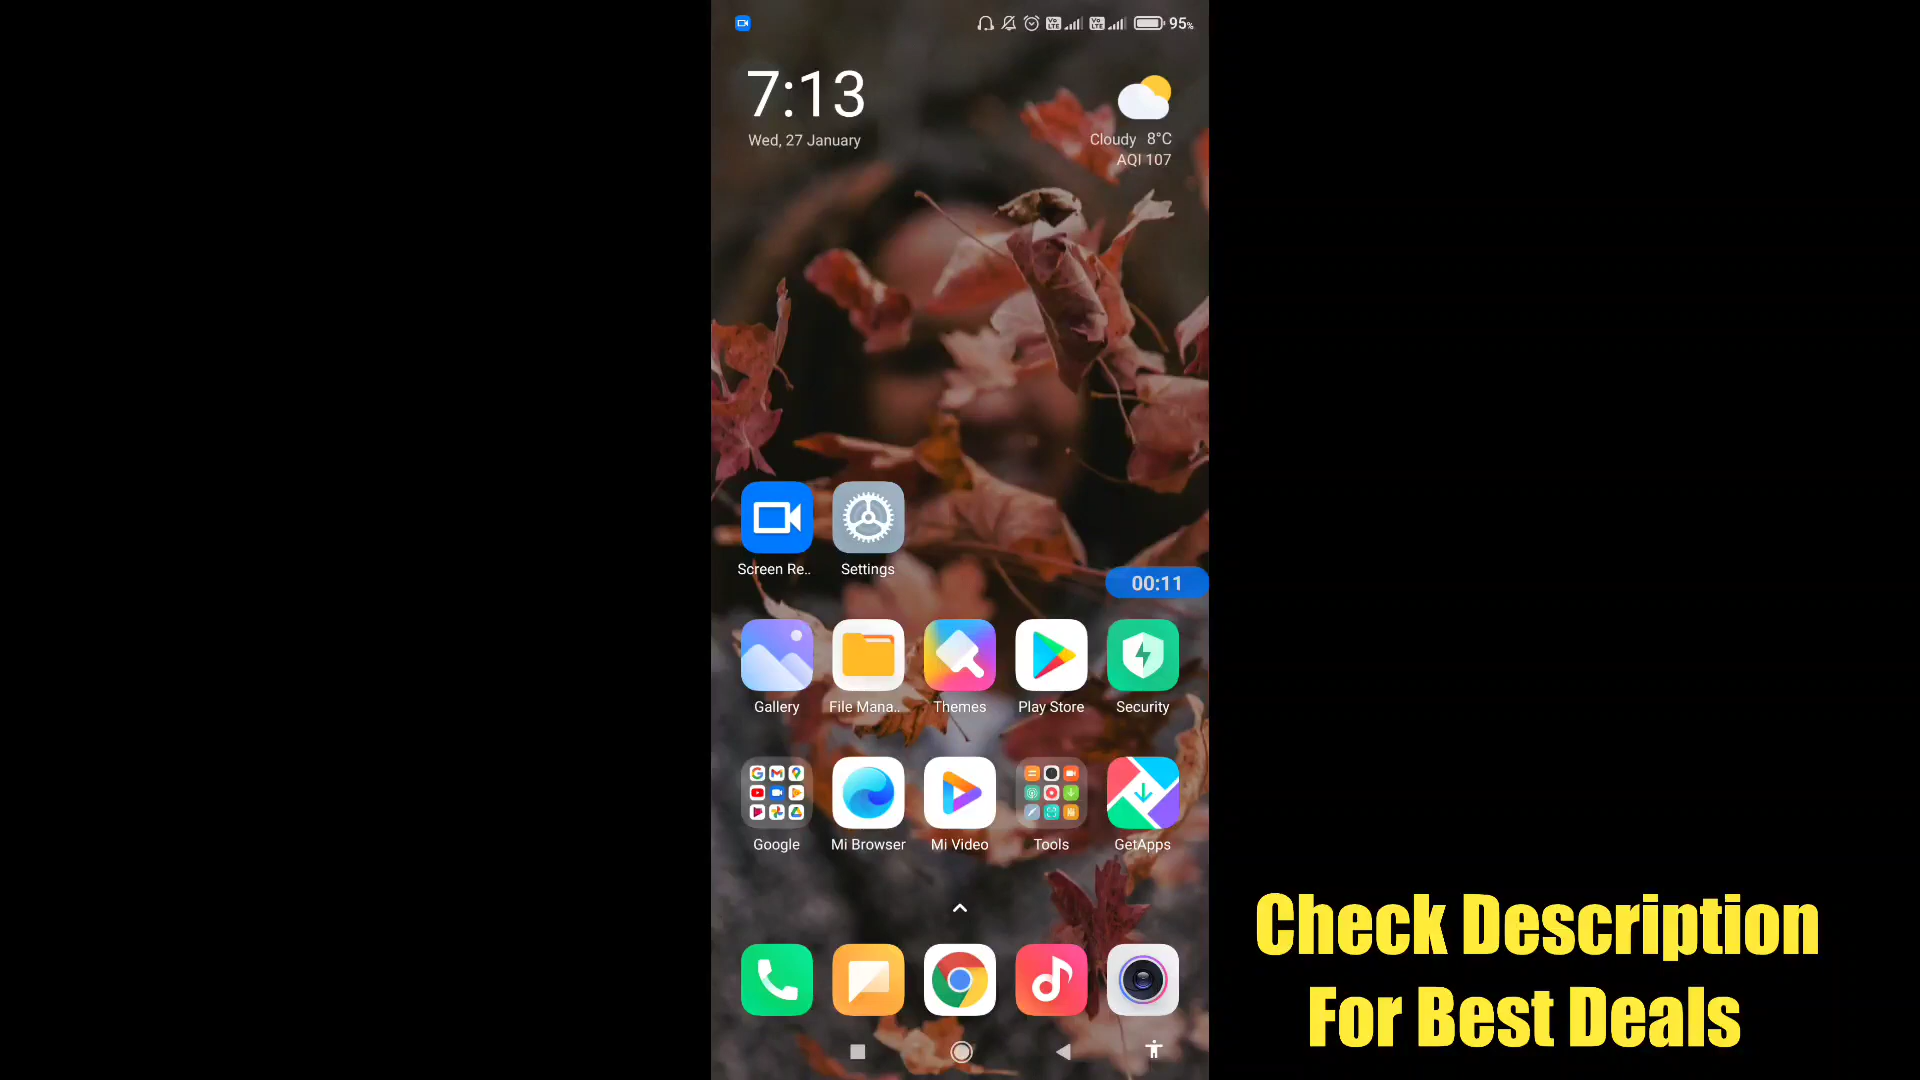 95%
7:13
Wed, 27 January
Cloudy 8°C
AQI 107
Screen Re..
Settings
00:11
Gallery
File Mana..
Themes
Play Store
Security
Google
Mi Browser
Mi Video
Tools
GetApps
Check Description
For Best Deals